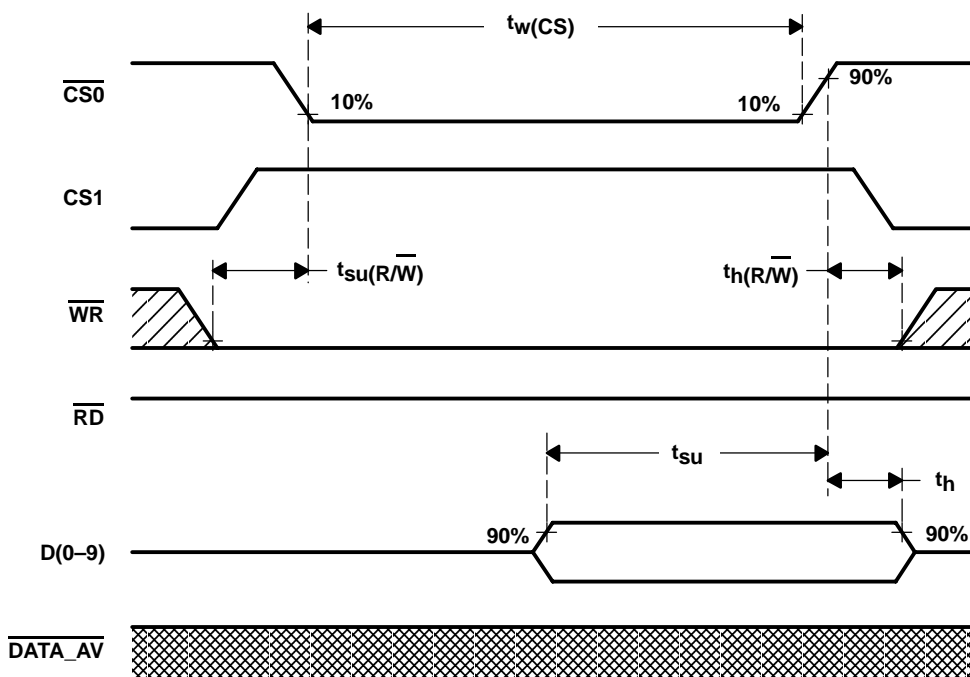 tw(CS)
CS0
10%
10%
90%
CS1
tsu(R/W)
th(R/W)
WR
RD
tsu
th
90%
90%
D(0–9)
DATA_AV